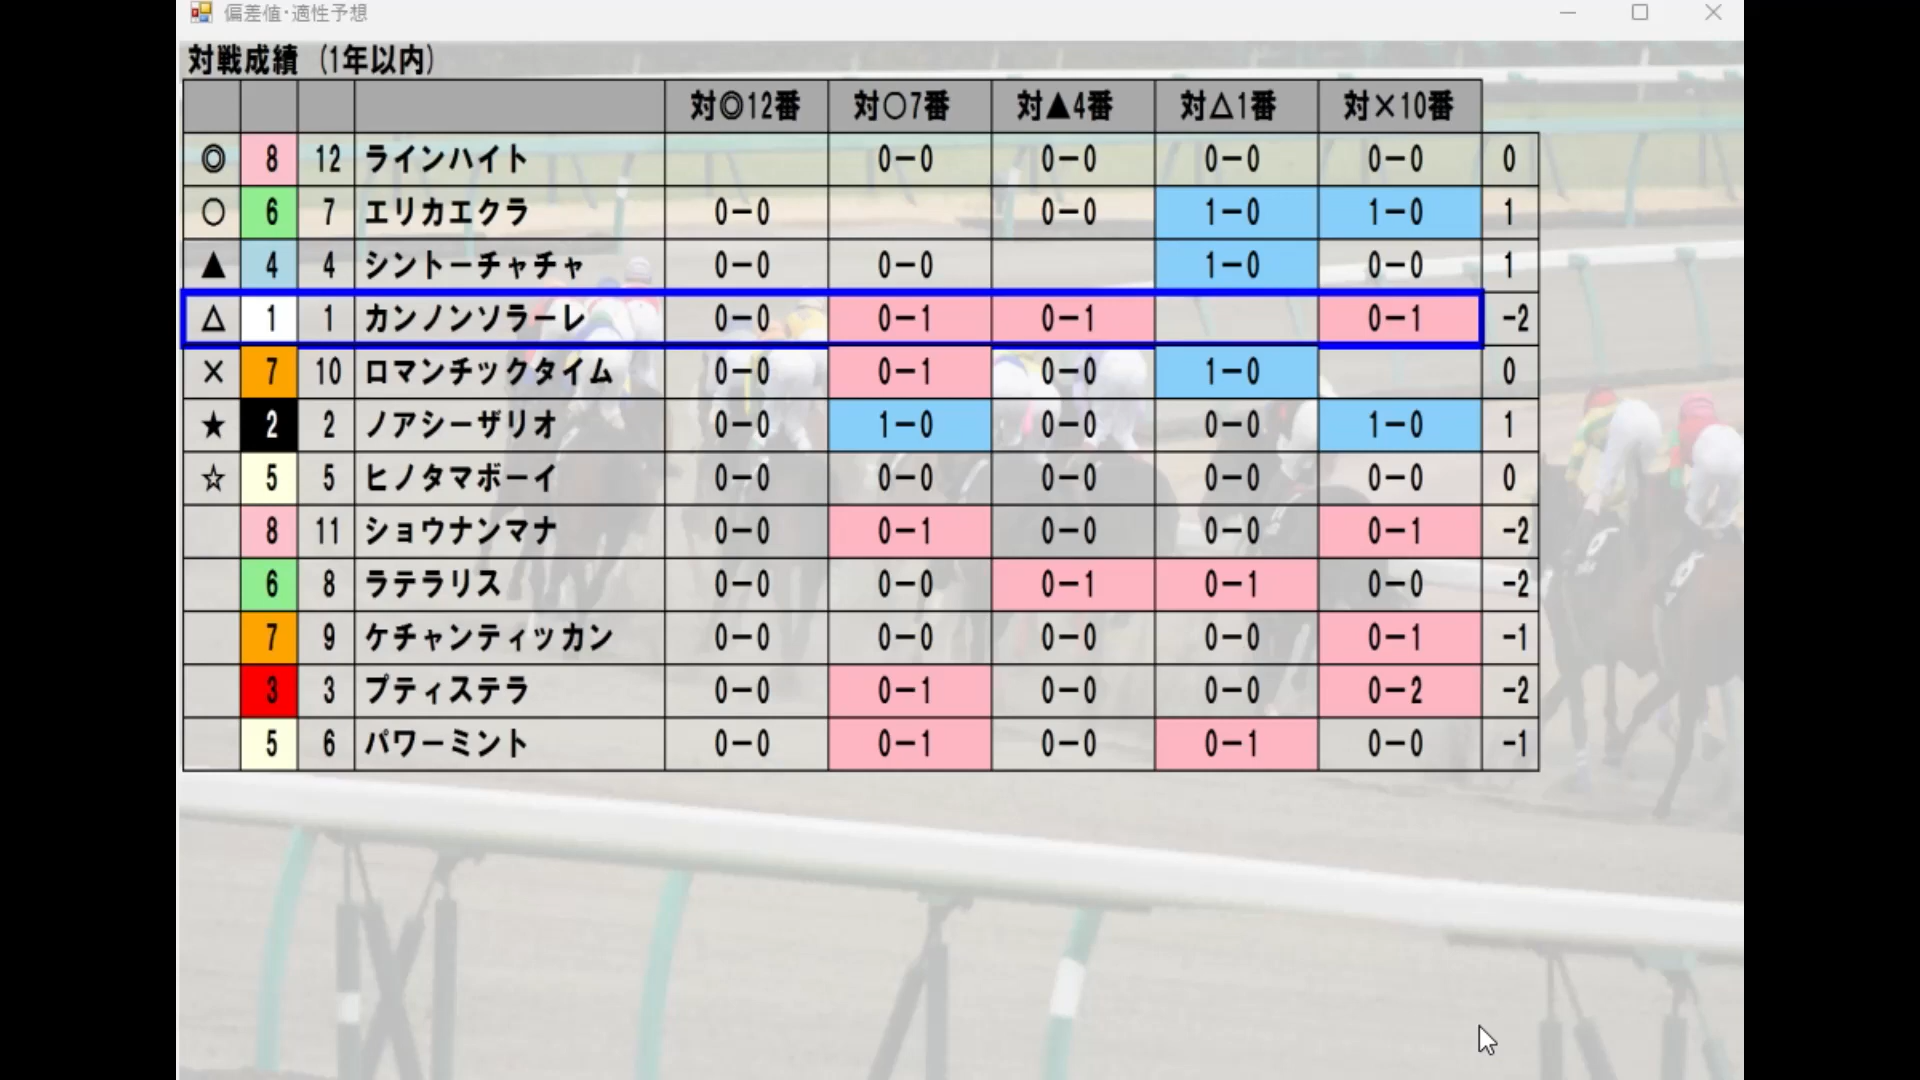 偏差値・適性予想
対戦成績 (1年以内)
対◎12番 対○7番 対▲4番 対△1番 対×10番
◎ 8 12 ラインハイト 0-0 0-0 0-0 0-0 0
○ 6 7 エリカエクラ 0-0 0-0 1-0 1-0 1
▲ 4 4 シントーチャチャ 0-0 0-0 1-0 0-0 1
△ 1 1 カンノンソラーレ 0-0 0-1 0-1 0-1 -2
× 7 10 ロマンチックタイム 0-0 0-1 0-0 1-0 0
★ 2 2 ノアシーザリオ 0-0 1-0 0-0 0-0 1-0 1
☆ 5 5 ヒノタマボーイ 0-0 0-0 0-0 0-0 0-0 0
8 11 ショウナンマナ 0-0 0-1 0-0 0-0 0-1 -2
6 8 ラテラリス 0-0 0-0 0-1 0-1 0-0 -2
7 9 ケチャンティッカン 0-0 0-0 0-0 0-0 0-1 -1
3 3 プティステラ 0-0 0-1 0-0 0-0 0-2 -2
5 6 パワーミント 0-0 0-1 0-0 0-1 0-0 -1